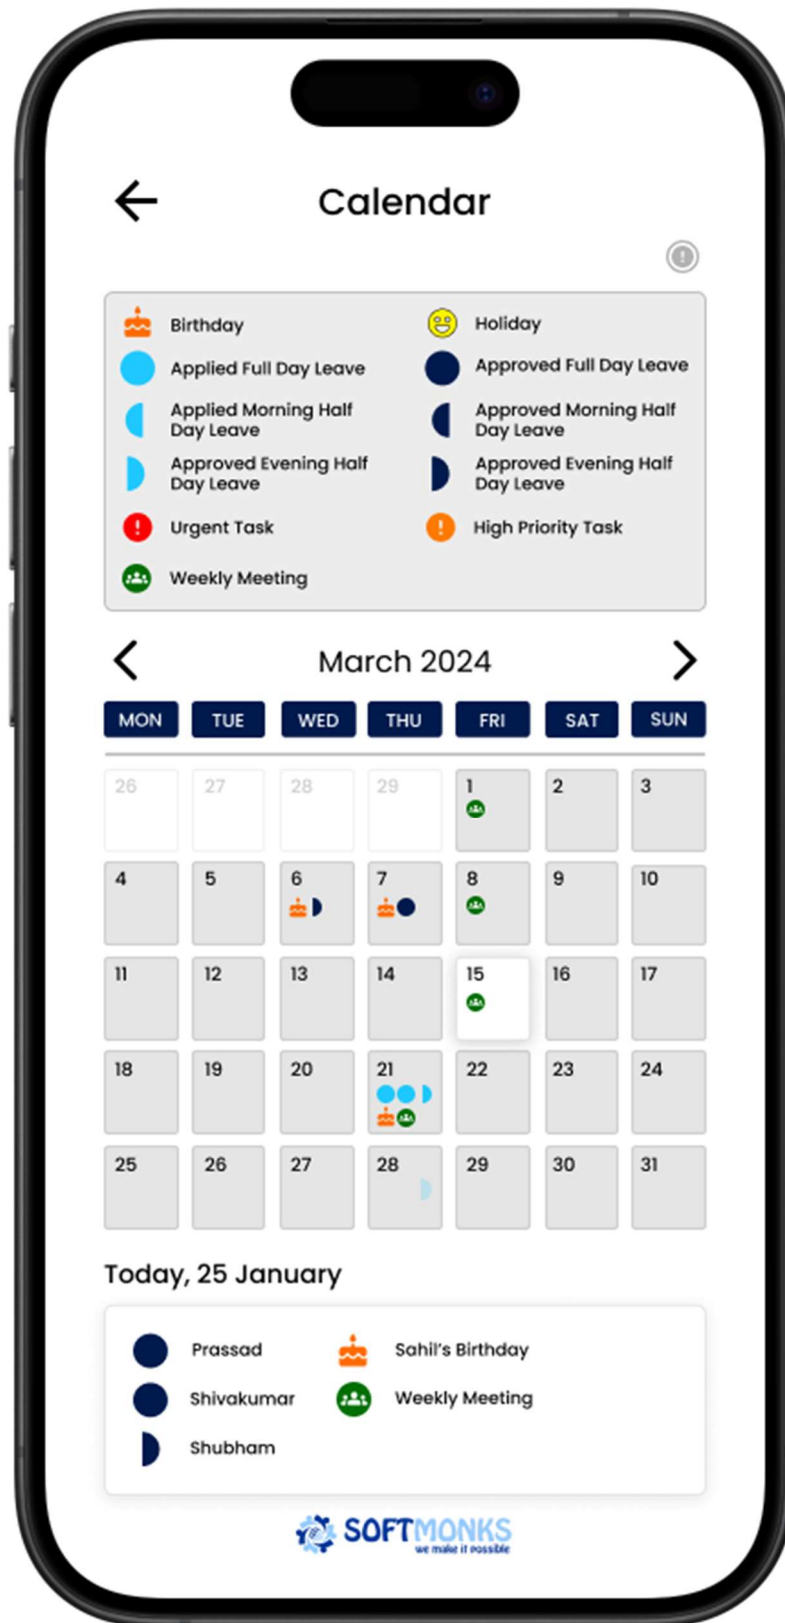 Calendar
Birthday
Holiday
Applied Full Day Leave
Approved Full Day Leave
Applied Morning Half
Day Leave
Approved Morning Half
Day Leave
Approved Evening Half
Day Leave
Approved Evening Half
Day Leave
Urgent Task
High Priority Task
Weekly Meeting
March 2024
MON TUE WED THU FRI SAT SUN
26 27 28 29 1 2 3
4 5 6 7 8 9 10
11 12 13 14 15 16 17
18 19 20 21 22 23 24
25 26 27 28 29 30 31
Today, 25 January
Prassad
Sahil's Birthday
Shivakumar
Weekly Meeting
Shubham
SOFTMONKS
we make it possible